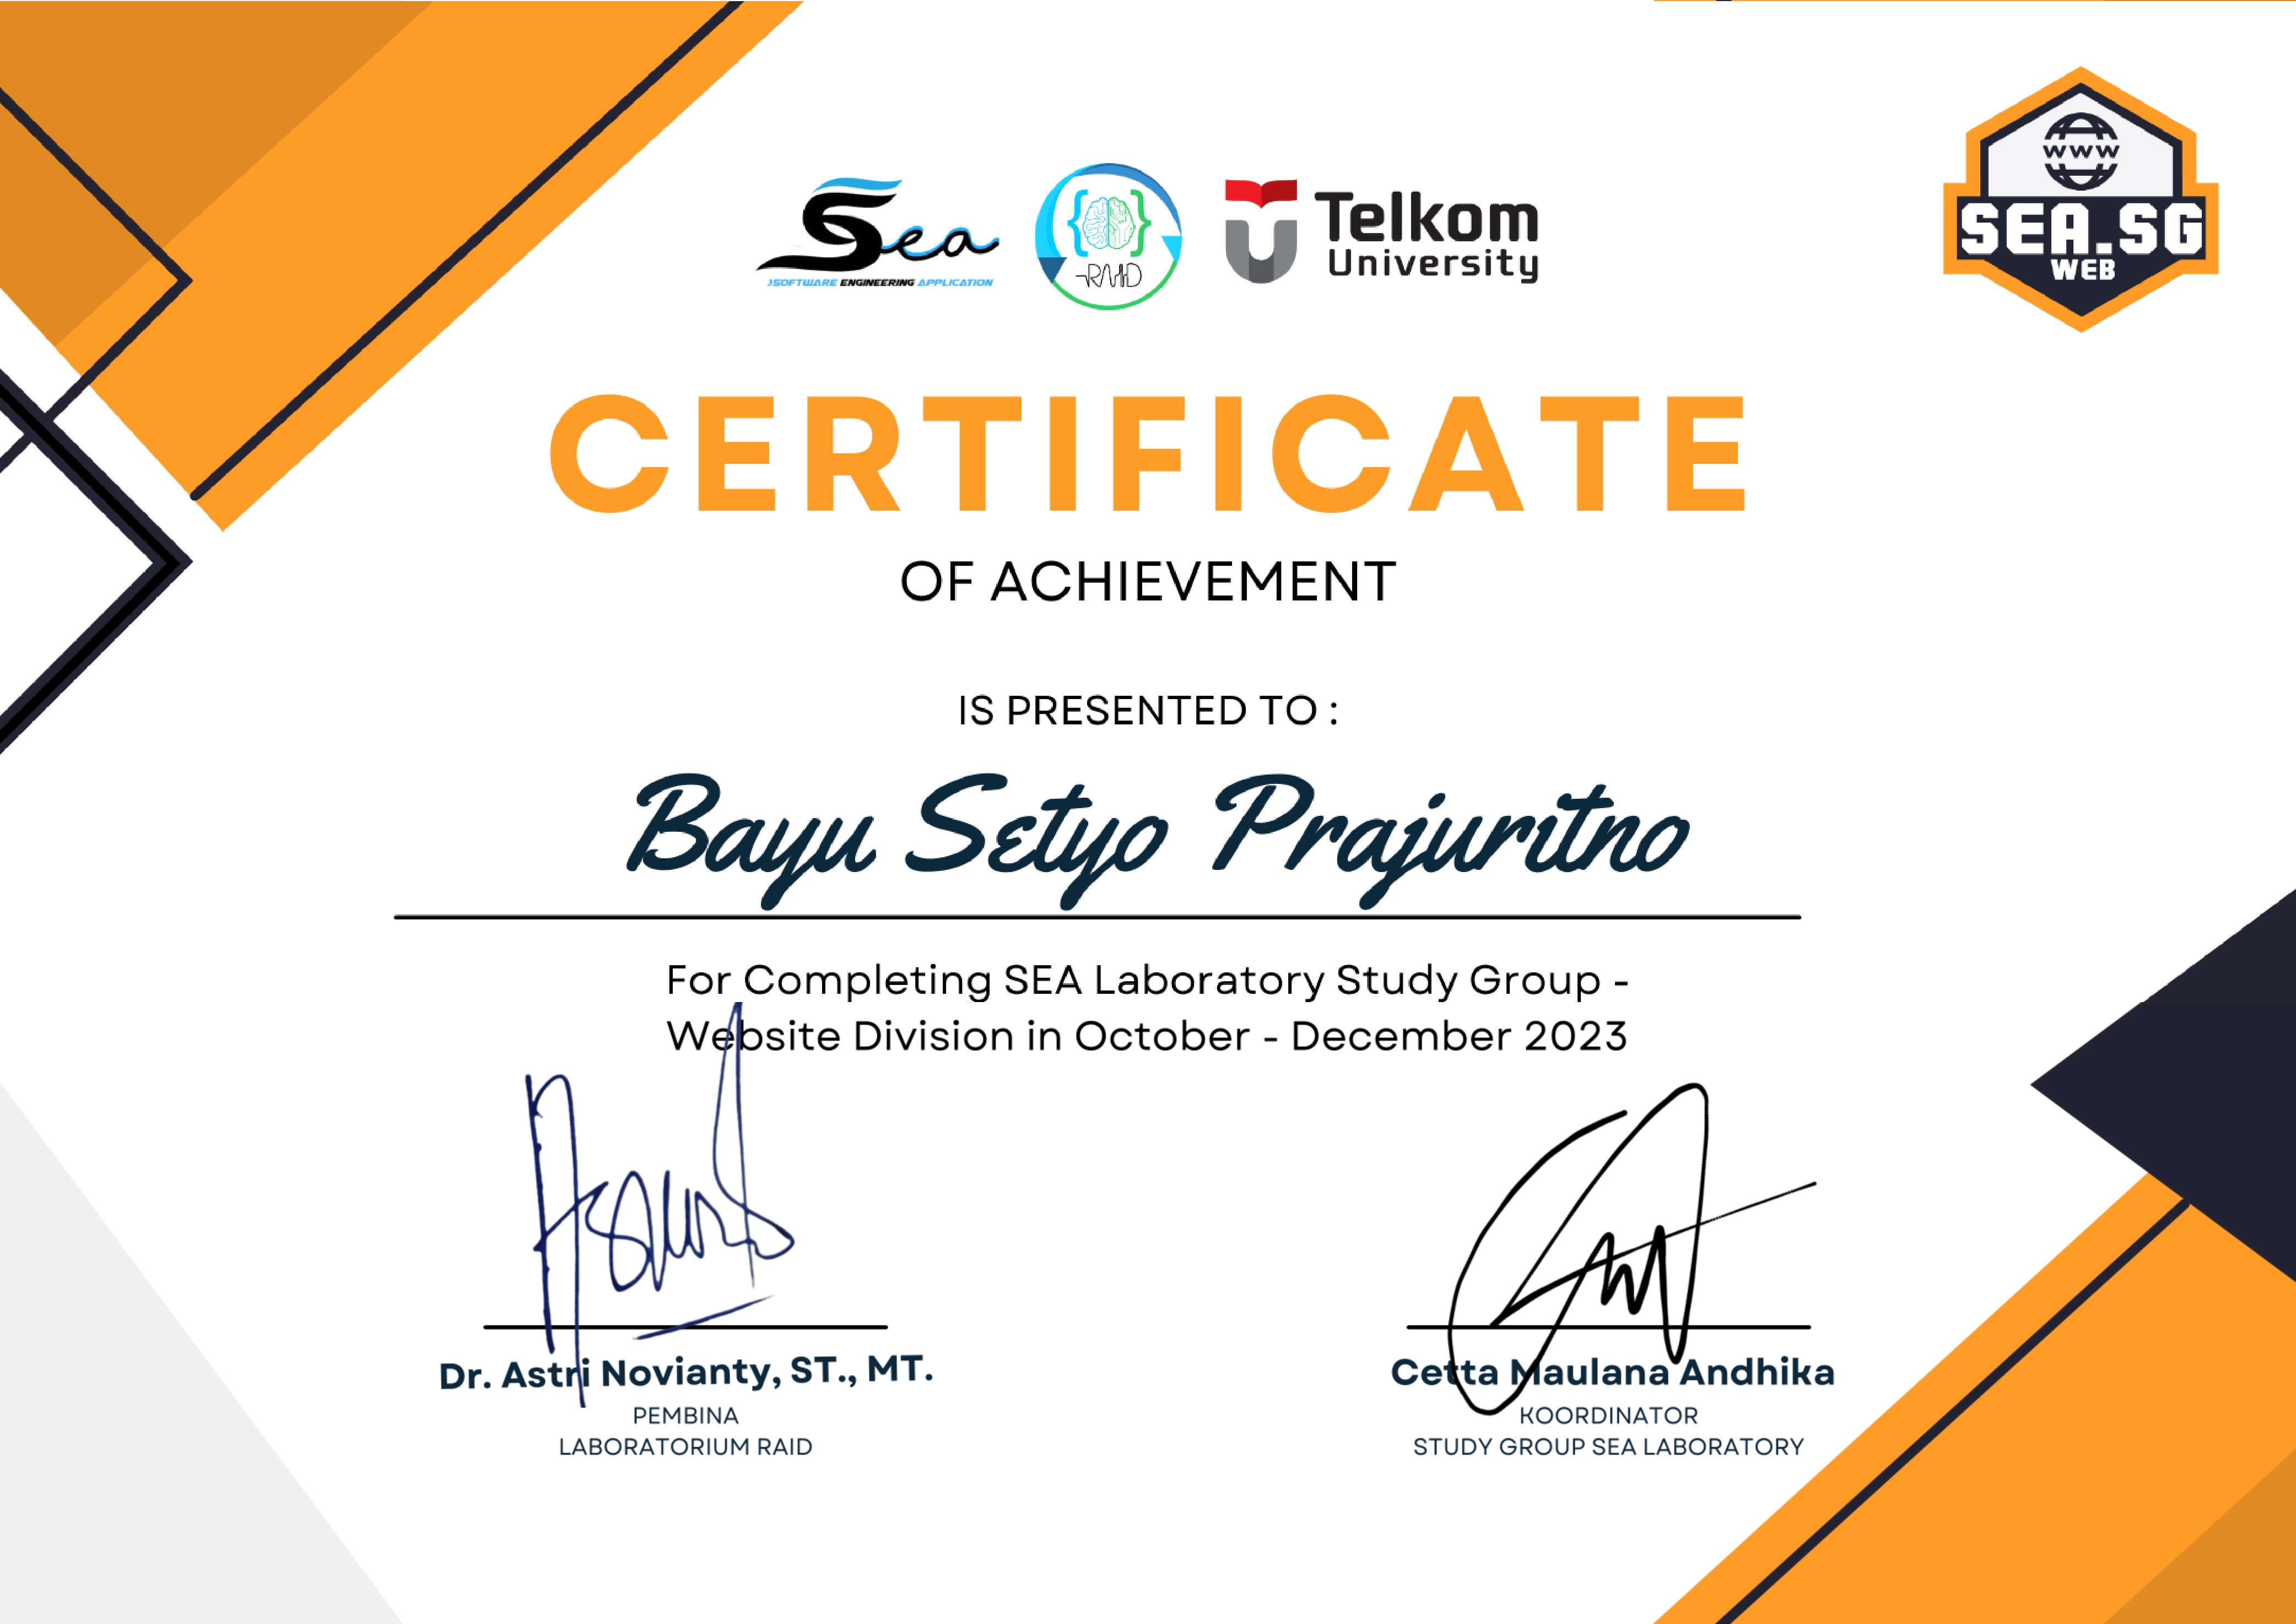 Sea
SOFTWARE ENGINEERING APPLICATION
RAID
Telkom
University
WWW
SEA.SG
WEB
CERTIFICATE
OF ACHIEVEMENT
IS PRESENTED TO :
Bayu Setyo Prajuritno
For Completing SEA Laboratory Study Group -
Website Division in October - December 2023
Dr. Astri Novianty, ST., MT.
PEMBINA
LABORATORIUM RAID
Cetta Maulana Andhika
KOORDINATOR
STUDY GROUP SEA LABORATORY